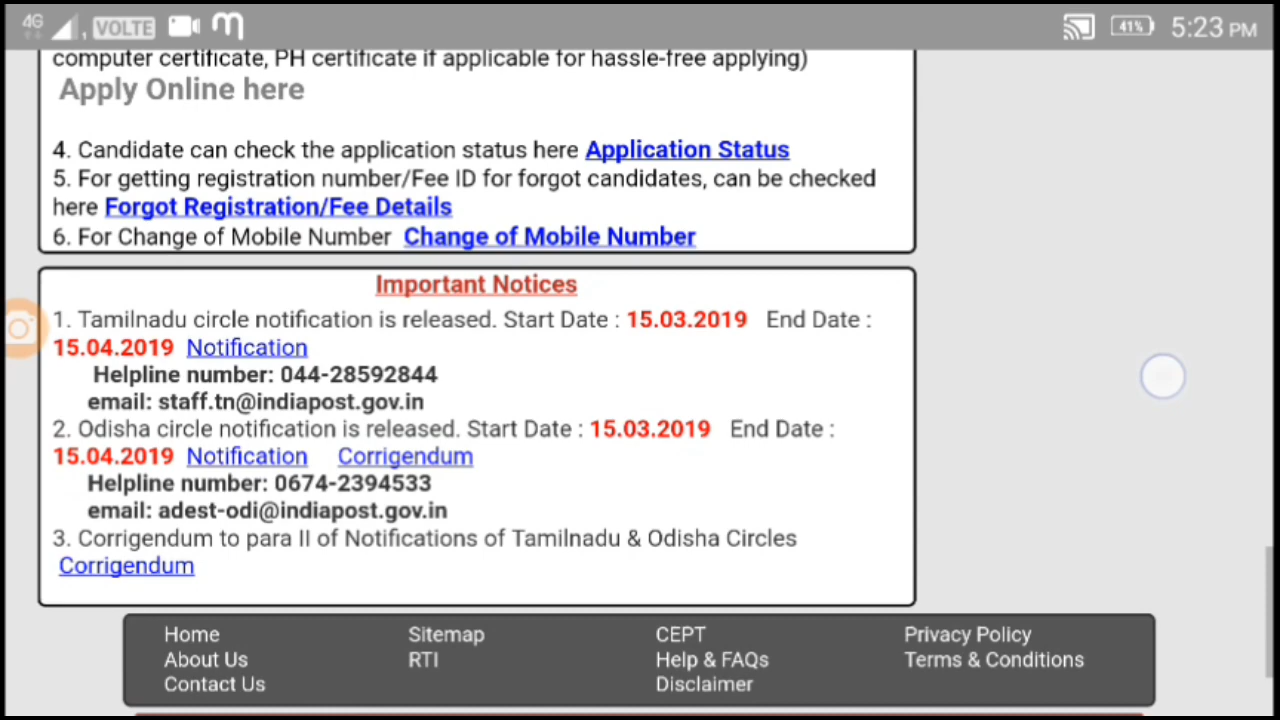 4G VOLTE 41% 5:23 PM
computer certificate, PH certificate if applicable for hassle-free applying)
Apply Online here
4. Candidate can check the application status here Application Status
5. For getting registration number/Fee ID for forgot candidates, can be checked
here Forgot Registration/Fee Details
6. For Change of Mobile Number Change of Mobile Number
Important Notices
1. Tamilnadu circle notification is released. Start Date : 15.03.2019 End Date :
15.04.2019 Notification
Helpline number: 044-28592844
email: staff.tn@indiapost.gov.in
2. Odisha circle notification is released. Start Date : 15.03.2019 End Date :
15.04.2019 Notification Corrigendum
Helpline number: 0674-2394533
email: adest-odi@indiapost.gov.in
3. Corrigendum to para II of Notifications of Tamilnadu & Odisha Circles
Corrigendum
Home Sitemap CEPT Privacy Policy
About Us RTI Help & FAQs Terms & Conditions
Contact Us Disclaimer